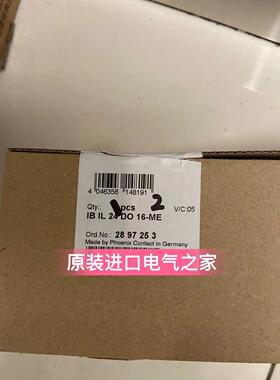 4 046356 148191
Qty.: pcs 2 V/C:05
IB IL 24 DO 16-ME
原装进口电气之家
Ord.No.: 28 97 25 3
Made by Phoenix Contact in Germany